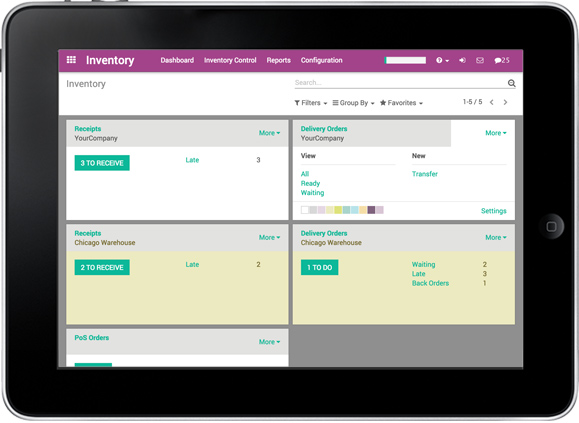 Inventory Dashboard Inventory Control Reports Configuration 25
Inventory
Search...
Filters Group By Favorites 1-5 / 5
Receipts
YourCompany
More
3 TO RECEIVE
Late 3
Delivery Orders
YourCompany
More
View New
All Transfer
Ready
Waiting
Settings
Receipts
Chicago Warehouse
More
2 TO RECEIVE
Late 2
Delivery Orders
Chicago Warehouse
More
1 TO DO
Waiting 2
Late 3
Back Orders 1
PoS Orders
More